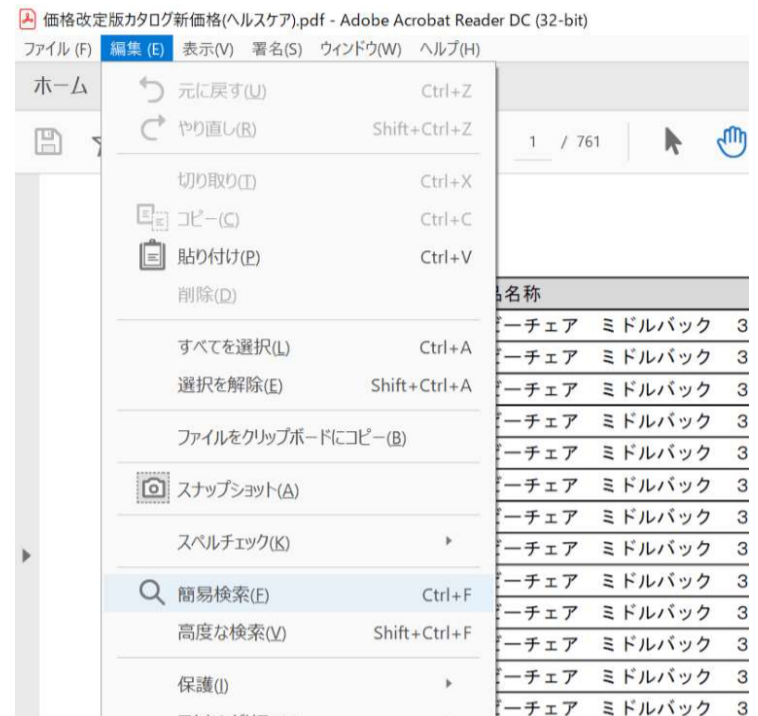 価格改定版カタログ新価格(ヘルスケア).pdf - Adobe Acrobat Reader DC (32-bit)
ファイル (F) 編集 (E) 表示(V) 署名(S) ウィンドウ(W) ヘルプ(H)
ホーム
元に戻す(U) Ctrl+Z
やり直し(R) Shift+Ctrl+Z
1 / 761
切り取り(T) Ctrl+X
コピー(C) Ctrl+C
貼り付け(P) Ctrl+V
削除(D)
名称
すべてを選択(L) Ctrl+A
選択を解除(E) Shift+Ctrl+A
ファイルをクリップボードにコピー(B)
スナップショット(A)
スペルチェック(K)
簡易検索(F) Ctrl+F
高度な検索(V) Shift+Ctrl+F
保護(I)
ーチェア ミドルバック 3
ーチェア ミドルバック 3
ーチェア ミドルバック 3
ーチェア ミドルバック 3
ーチェア ミドルバック 3
ーチェア ミドルバック 3
ーチェア ミドルバック 3
ーチェア ミドルバック 3
ーチェア ミドルバック 3
ーチェア ミドルバック 3
ーチェア ミドルバック 3
ーチェア ミドルバック 3
ーチェア ミドルバック 3